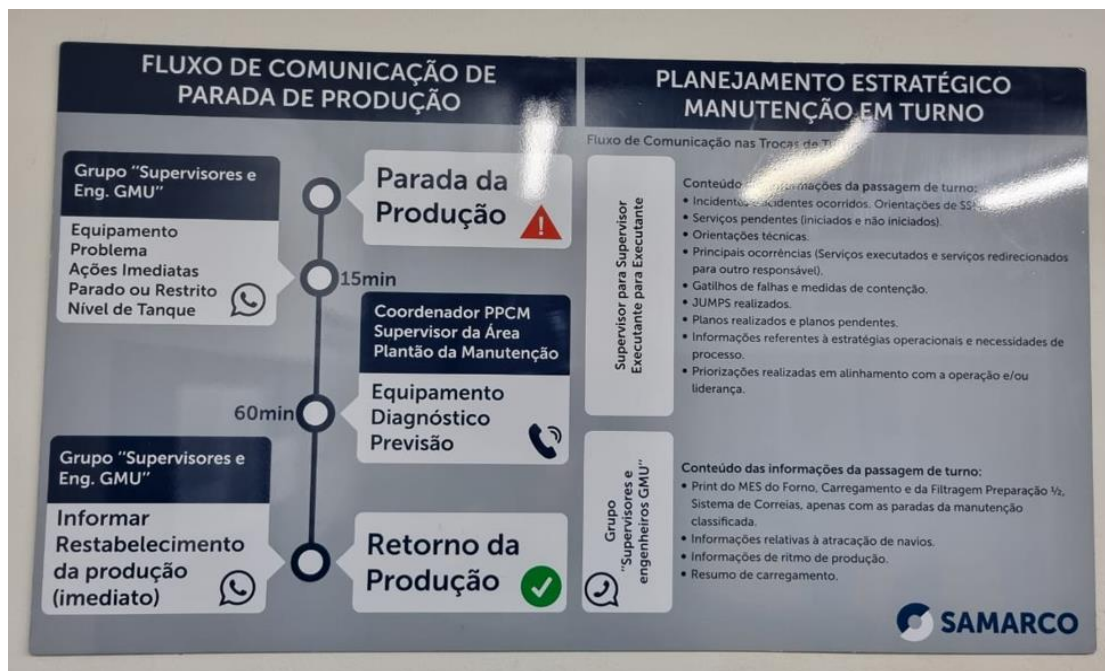 FLUXO DE COMUNICAÇÃO DE
PARADA DE PRODUÇÃO
Parada da
Produção
Grupo "Supervisores e
Eng. GMU"
Equipamento
Problema
Ações Imediatas
Parado ou Restrito
Nível de Tanque
15min
Coordenador PPCM
Supervisor da Área
Plantão da Manutenção
Equipamento
Diagnóstico
Previsão
60min
Grupo "Supervisores e
Eng. GMU"
Informar
Restabelecimento
da produção
(imediato)
Retorno da
Produção
PLANEJAMENTO ESTRATÉGICO
MANUTENÇÃO EM TURNO
Fluxo de Comunicação nas Trocas de
Supervisor para Supervisor
Executante para Executante
Conteúdo informações da passagem de turno:
• Incidentes ocorridos. Orientações de
• Serviços pendentes (iniciados e não iniciados).
• Orientações técnicas.
• Principais ocorrências (Serviços executados e serviços redirecionados
para outro responsável).
• Gatilhos de falhas e medidas de contenção.
• JUMPS realizados.
• Planos realizados e planos pendentes.
• Informações referentes à estratégias operacionais e necessidades de
processo.
• Priorizações realizadas em alinhamento com a operação e/ou
liderança.
Grupo
"Supervisores e
engenheiros GMU"
Conteúdo das informações da passagem de turno:
• Print do MES do Forno, Carregamento e da Filtragem Preparação ½,
Sistema de Correias, apenas com as paradas da manutenção
classificada.
• Informações relativas à atracação de navios.
• Informações de ritmo de produção.
• Resumo de carregamento.
SAMARCO